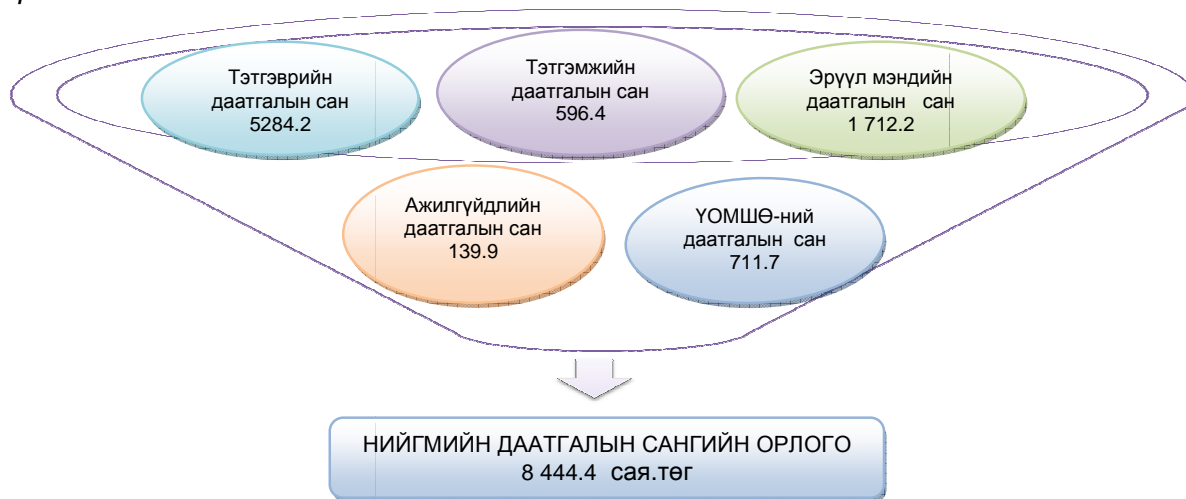 Тэтгэврийн
даатгалын сан
5284.2
Тэтгэмжийн
даатгалын сан
596.4
Эрүүл мэндийн
даатгалын сан
1 712.2
Ажилгүйдлийн
даатгалын сан
139.9
ҮОМШӨ-ний
даатгалын сан
711.7
НИЙГМИЙН ДААТГАЛЫН САНГИЙН ОРЛОГО
8 444.4 сая.төг